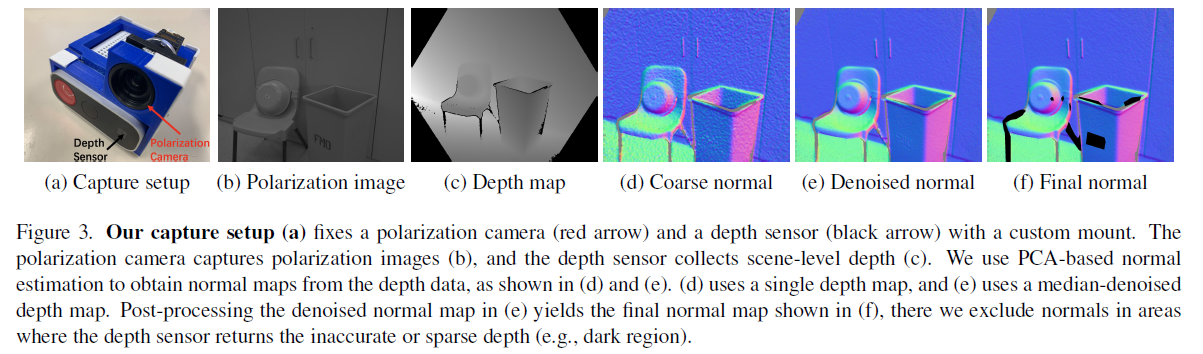 Depth
Sensor
Polarization
Camera
FMO
(a) Capture setup
(b) Polarization image
(c) Depth map
(d) Coarse normal
(e) Denoised normal
(f) Final normal
Figure 3. Our capture setup (a) fixes a polarization camera (red arrow) and a depth sensor (black arrow) with a custom mount. The
polarization camera captures polarization images (b), and the depth sensor collects scene-level depth (c). We use PCA-based normal
estimation to obtain normal maps from the depth data, as shown in (d) and (e). (d) uses a single depth map, and (e) uses a median-denoised
depth map. Post-processing the denoised normal map in (e) yields the final normal map shown in (f), there we exclude normals in areas
where the depth sensor returns the inaccurate or sparse depth (e.g., dark region).